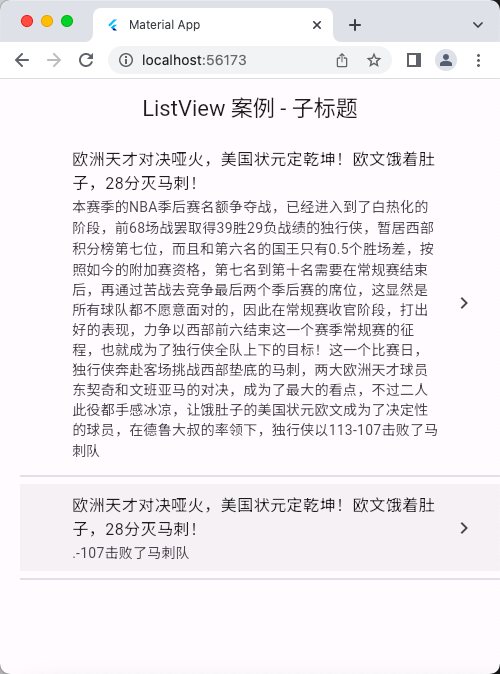 Material App
localhost:56173
ListView 案例 - 子标题
欧洲天才对决哑火，美国状元定乾坤！欧文饿着肚
子，28分灭马刺！
本赛季的NBA季后赛名额争夺战，已经进入到了白热化的
阶段，前68场战罢取得39胜29负战绩的独行侠，暂居西部
积分榜第七位，而且和第六名的国王只有0.5个胜场差，按
照如今的附加赛资格，第七名到第十名需要在常规赛结束
后，再通过苦战去竞争最后两个季后赛的席位，这显然是
所有球队都不愿意面对的，因此在常规赛收官阶段，打出
好的表现，力争以西部前六结束这一个赛季常规赛的征
程，也就成为了独行侠全队上下的目标！这一个比赛日，
独行侠奔赴客场挑战西部垫底的马刺，两大欧洲天才球员
东契奇和文班亚马的对决，成为了最大的看点，不过二人
此役都手感冰凉，让饿肚子的美国状元欧文成为了决定性
的球员，在德鲁大叔的率领下，独行侠以113-107击败了马
刺队
欧洲天才对决哑火，美国状元定乾坤！欧文饿着肚
子，28分灭马刺！
.-107击败了马刺队